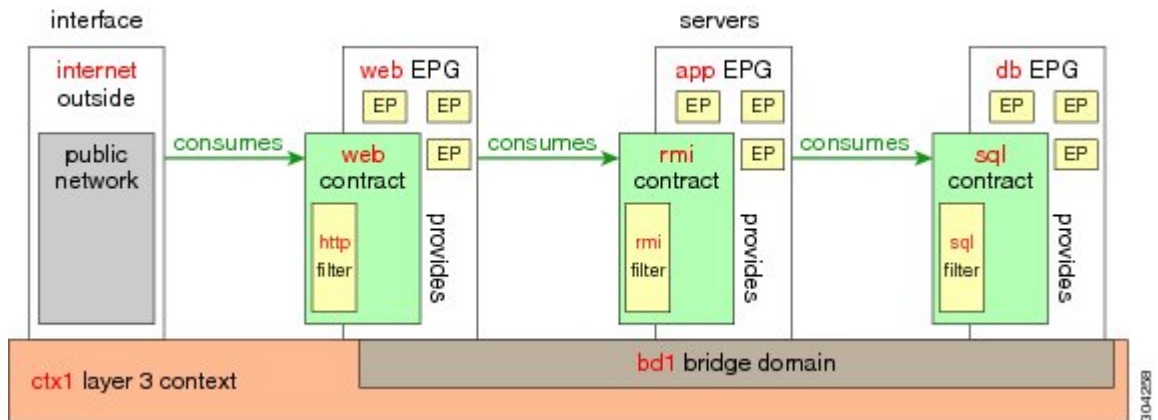 interface
servers
internet
outside
public
network
consumes
web EPG
EP
EP
EP
web
contract
http
filter
provides
consumes
app EPG
EP
EP
EP
rmi
contract
rmi
filter
provides
consumes
db EPG
EP
EP
EP
sql
contract
sql
filter
provides
bd1 bridge domain
ctx1 layer 3 context
304258